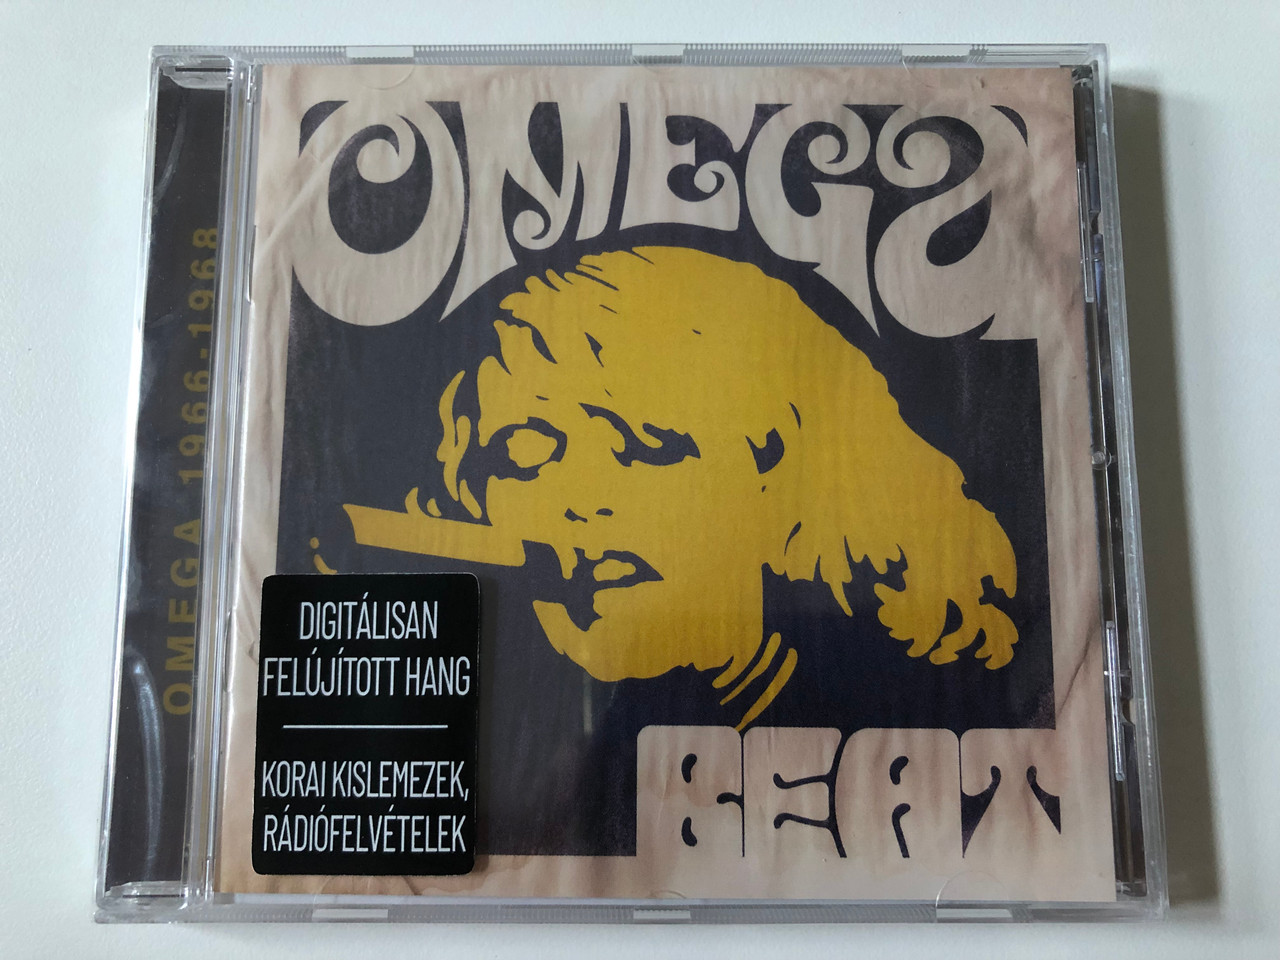 OMEGA
OMEGA 1966-1968
DIGITÁLISAN
FELÚJÍTOTT HANG
KORAI KISLEMEZEK,
RÁDIÓFELVÉTELEK
BEAT